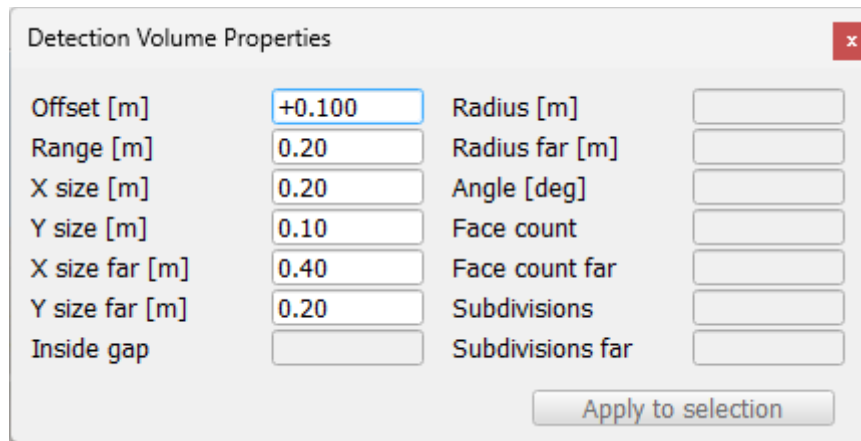 Detection Volume Properties
x
Offset [m] +0.100 Radius [m]
Range [m] 0.20 Radius far [m]
X size [m] 0.20 Angle [deg]
Y size [m] 0.10 Face count
X size far [m] 0.40 Face count far
Y size far [m] 0.20 Subdivisions
Inside gap Subdivisions far
Apply to selection